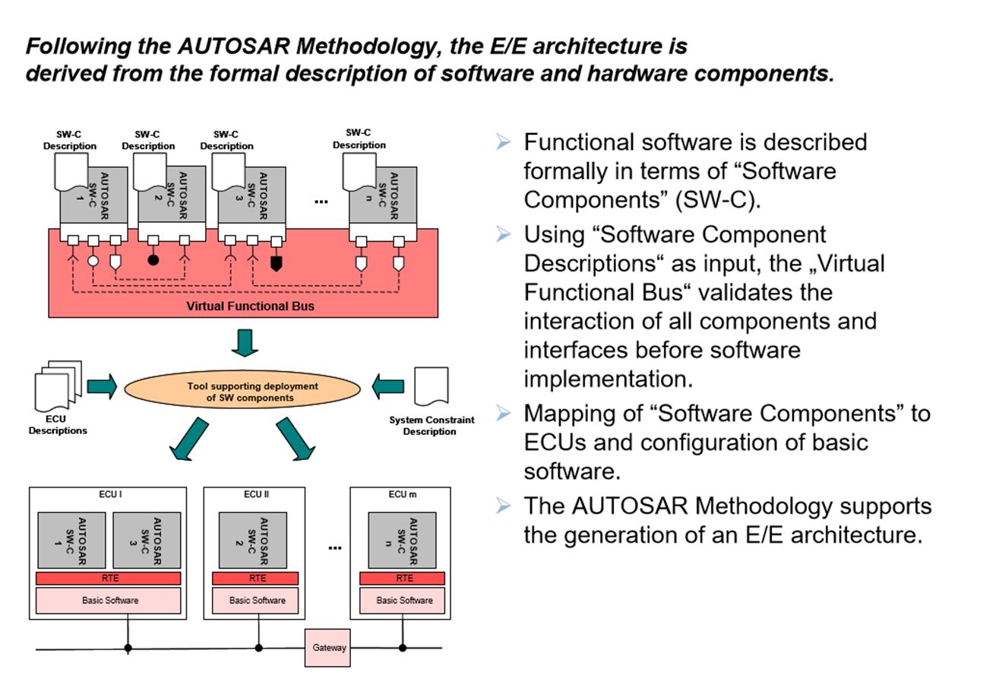 Following the AUTOSAR Methodology, the E/E architecture is
derived from the formal description of software and hardware components.
SW-C
Description
SW-C
Description
SW-C
Description
SW-C
Description
AUTOSAR
SW-C
1
AUTOSAR
SW-C
2
AUTOSAR
SW-C
3
...
AUTOSAR
SW-C
n
Virtual Functional Bus
Tool supporting deployment
of SW components
ECU
Descriptions
System Constraint
Description
ECU I
AUTOSAR
SW-C
1
AUTOSAR
SW-C
3
RTE
Basic Software
ECU II
AUTOSAR
SW-C
2
RTE
Basic Software
...
ECU m
AUTOSAR
SW-C
n
RTE
Basic Software
Gateway
Functional software is described
formally in terms of “Software
Components” (SW-C).
Using “Software Component
Descriptions“ as input, the „Virtual
Functional Bus“ validates the
interaction of all components and
interfaces before software
implementation.
Mapping of “Software Components” to
ECUs and configuration of basic
software.
The AUTOSAR Methodology supports
the generation of an E/E architecture.